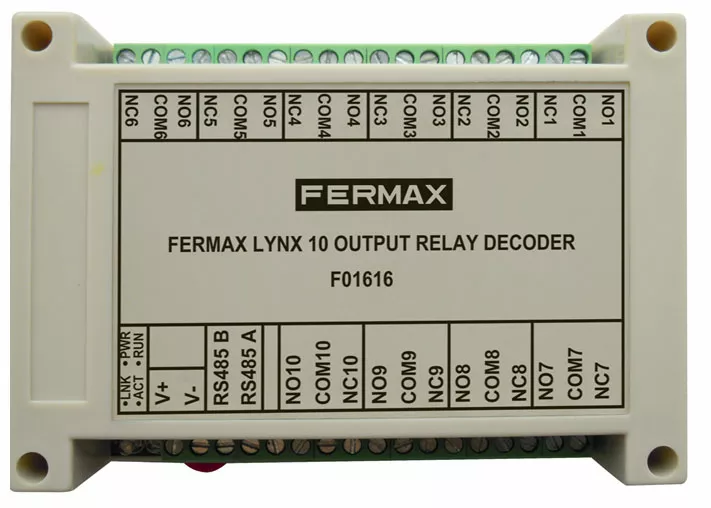 NC6 COM6 NO6 NC5 COM5 NO5 NC4 COM4 NO4 NC3 COM3 NO3 NC2 COM2 NO2 NC1 COM1 NO1
FERMAX
FERMAX LYNX 10 OUTPUT RELAY DECODER
F01616
•LNK •PWR
•ACT •RUN
V+ V- RS485 B RS485 A NO10 COM10 NC10 NO9 COM9 NC9 NO8 COM8 NC8 NO7 COM7 NC7